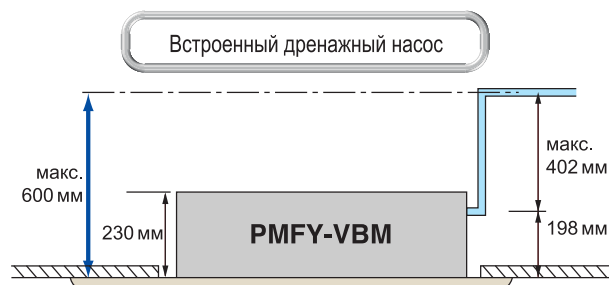 Встроенный дренажный насос
макс.
600 мм
230 мм
PMFY-VBM
макс.
402 мм
198 мм